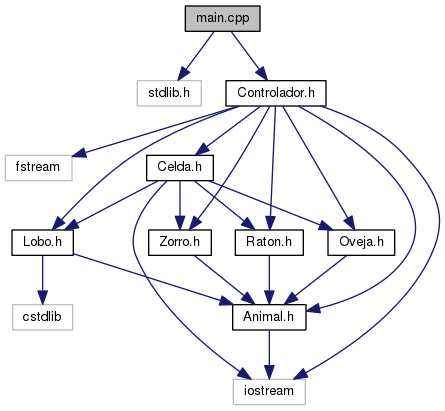 main.cpp
stdlib.h
Controlador.h
fstream
Celda.h
Lobo.h
Zorro.h
Raton.h
Oveja.h
cstdlib
Animal.h
iostream